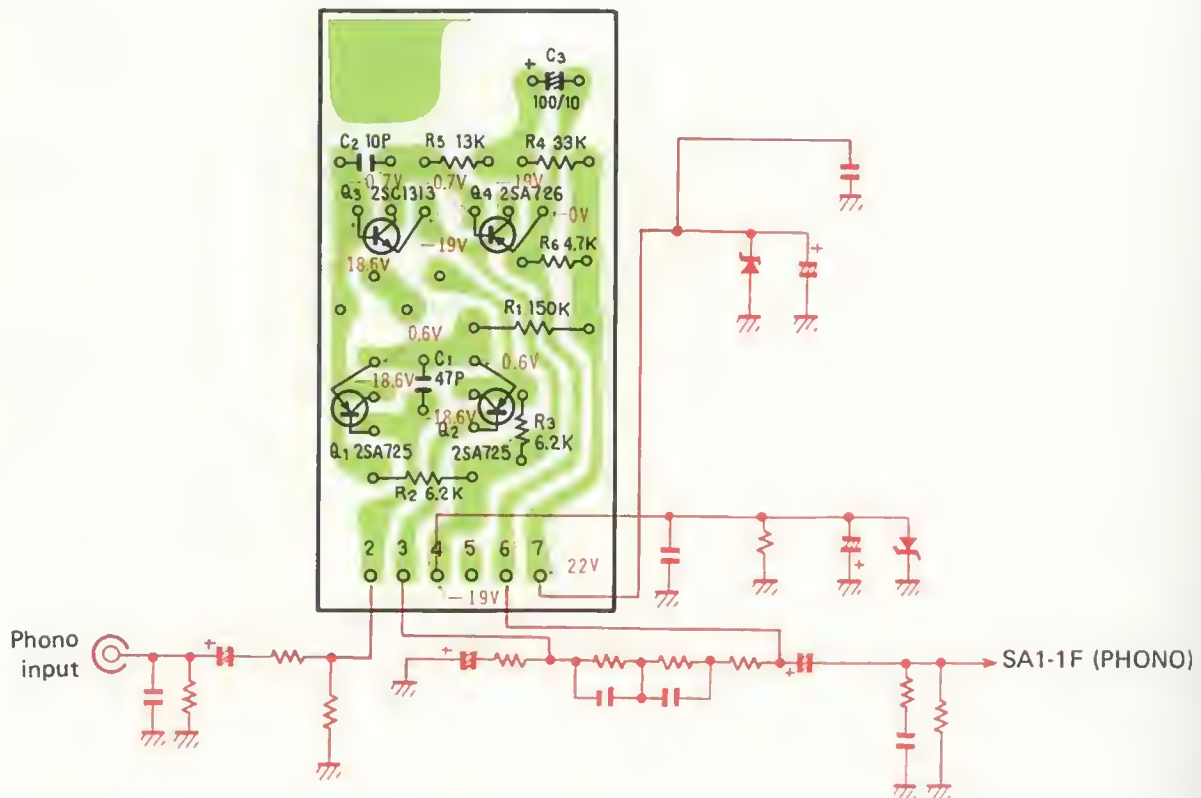 C3
+
100/10
C2 10P R5 13K R4 33K
-0.7V -0.7V -19V
Q3 2SC1313 Q4 2SA726
-0V
-19V
R6 4.7K
18.6V
R1 150K
0.6V
C1 0.6V
-18.6V 47P
-18.6V
Q2 R3
6.2K
Q1 2SA725 2SA725
R2 6.2K
2 3 4 5 6 7
22V
-19V
+
+
Phono
input
+
+
+
SA1-1F (PHONO)